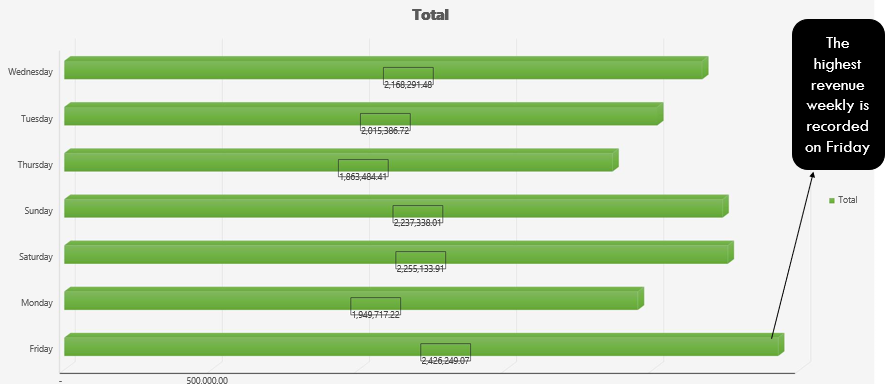 Total
Wednesday
2,168,291.48
Tuesday
2,015,386.72
Thursday
1,863,484.41
Sunday
2,237,338.01
Saturday
2,255,133.91
Monday
1,949,717.22
Friday
2,426,249.07
-
500,000.00
The
highest
revenue
weekly is
recorded
on Friday
Total